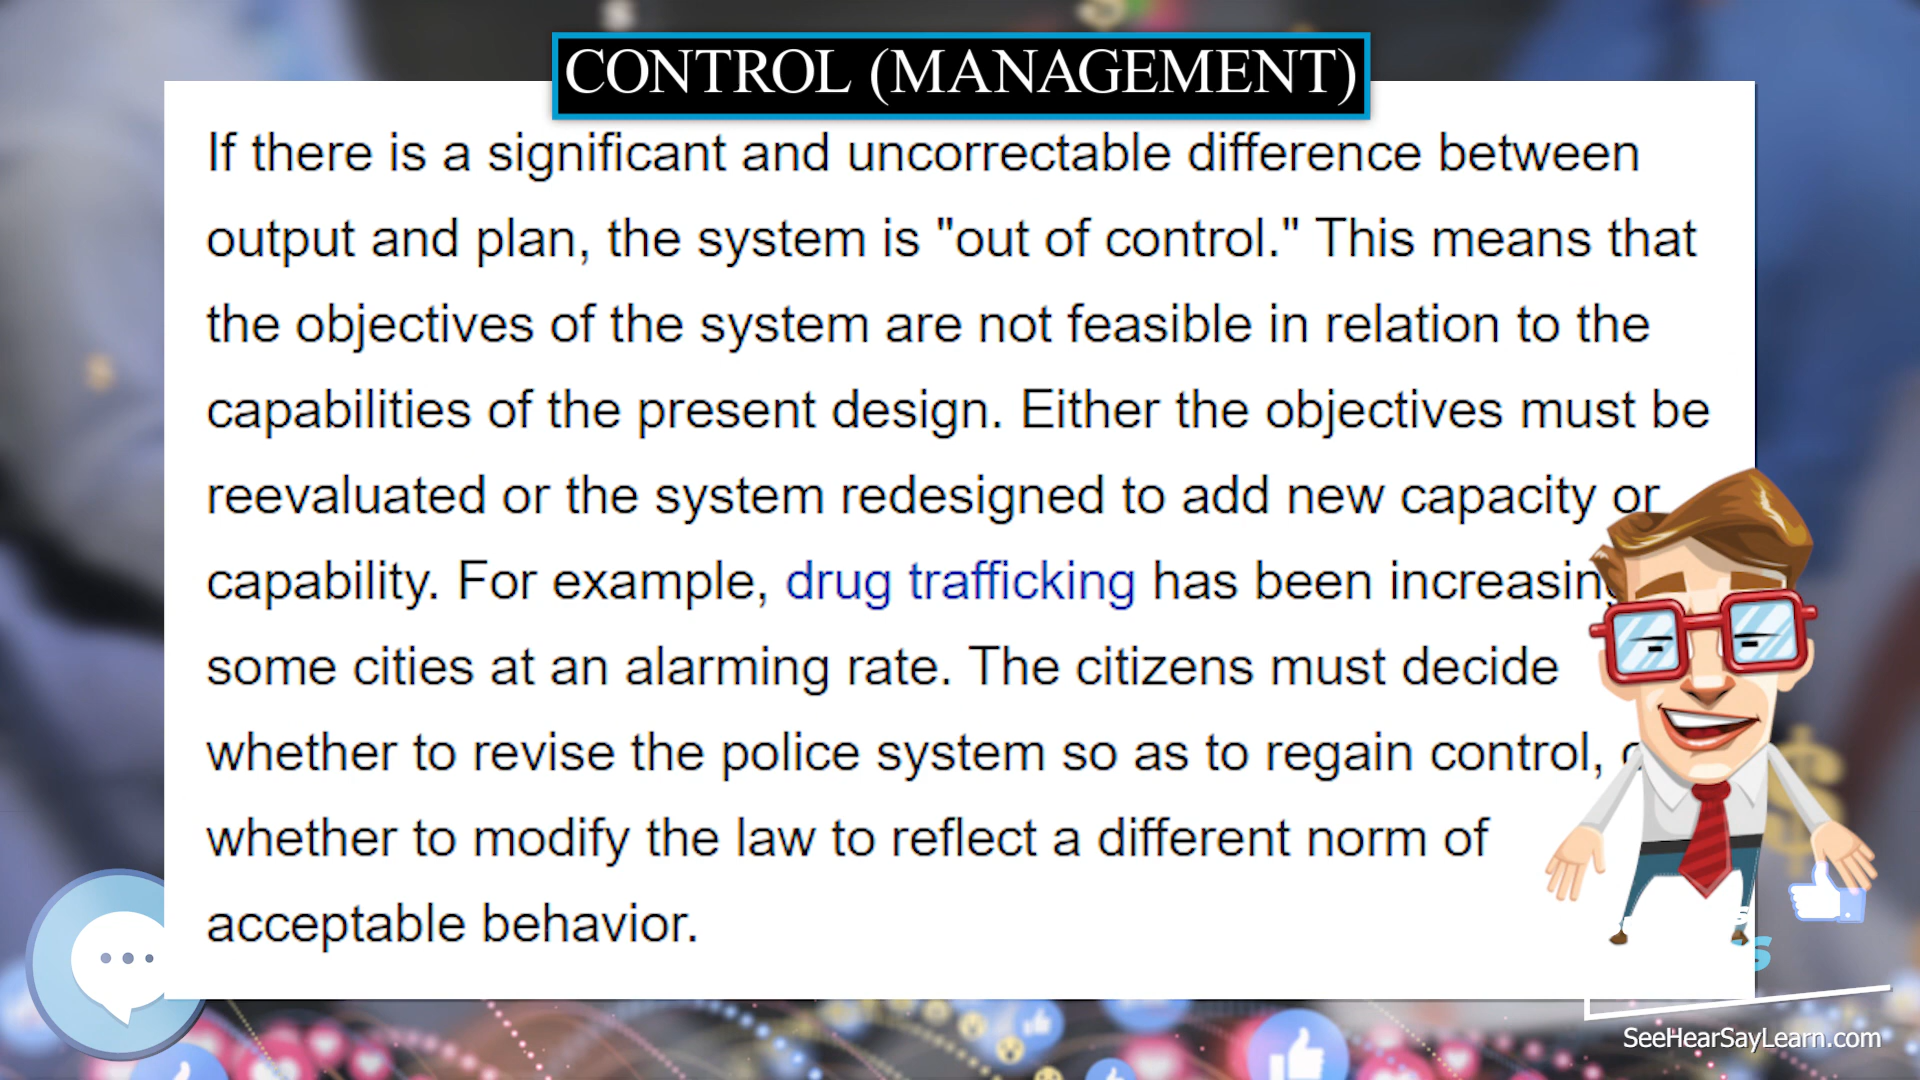 CONTROL (MANAGEMENT)
If there is a significant and uncorrectable difference between
output and plan, the system is "out of control." This means that
the objectives of the system are not feasible in relation to the
capabilities of the present design. Either the objectives must be
reevaluated or the system redesigned to add new capacity or
capability. For example, drug trafficking has been increasing
some cities at an alarming rate. The citizens must decide
whether to revise the police system so as to regain control,
whether to modify the law to reflect a different norm of
acceptable behavior.
SeeHearSayLearn.com